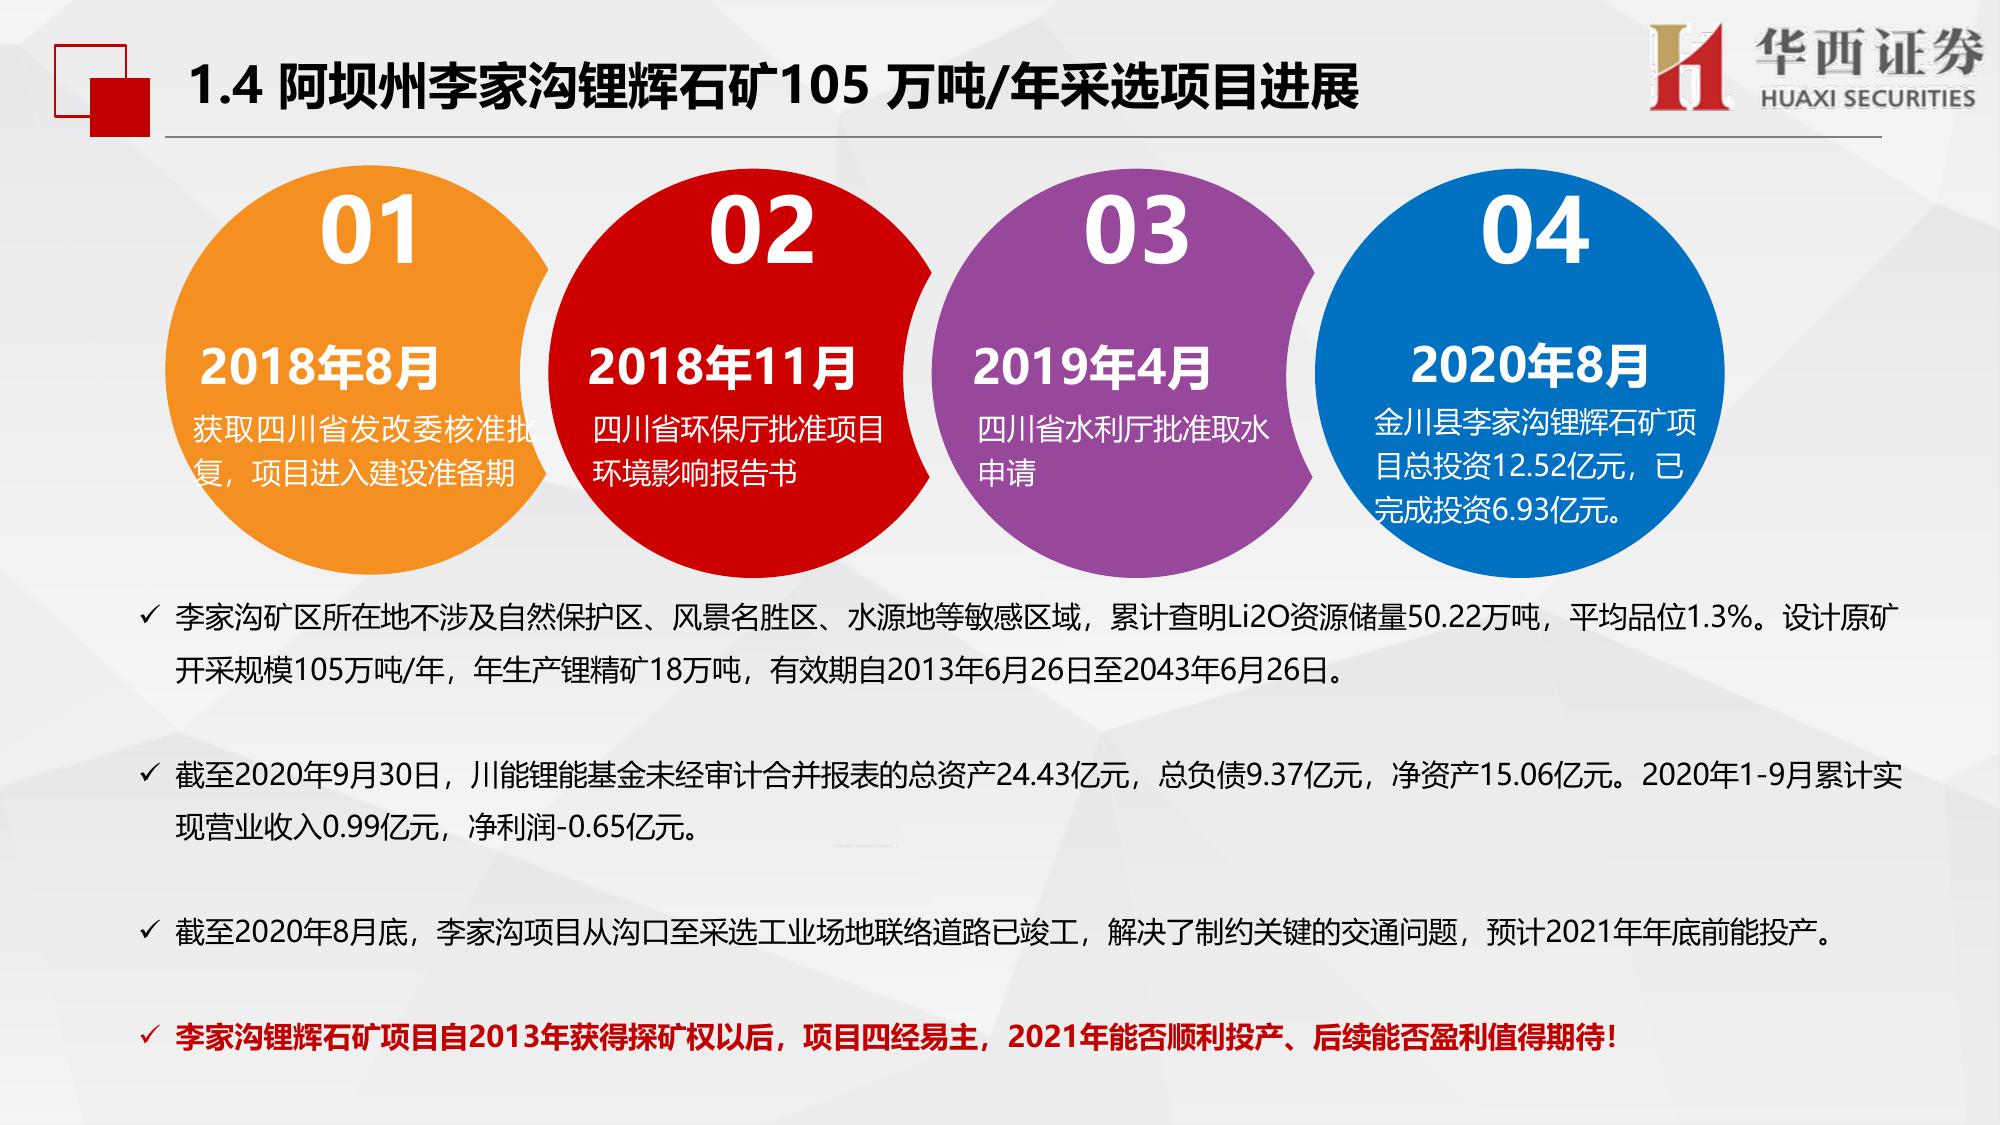 1.4 阿坝州李家沟锂辉石矿105 万吨/年采选项目进展
华西证券
HUAXI SECURITIES
01
2018年8月
获取四川省发改委核准批
复，项目进入建设准备期
02
2018年11月
四川省环保厅批准项目
环境影响报告书
03
2019年4月
四川省水利厅批准取水
申请
04
2020年8月
金川县李家沟锂辉石矿项
目总投资12.52亿元，已
完成投资6.93亿元。
✓ 李家沟矿区所在地不涉及自然保护区、风景名胜区、水源地等敏感区域，累计查明Li2O资源储量50.22万吨，平均品位1.3%。设计原矿
开采规模105万吨/年，年生产锂精矿18万吨，有效期自2013年6月26日至2043年6月26日。
✓ 截至2020年9月30日，川能锂能基金未经审计合并报表的总资产24.43亿元，总负债9.37亿元，净资产15.06亿元。2020年1-9月累计实
现营业收入0.99亿元，净利润-0.65亿元。
✓ 截至2020年8月底，李家沟项目从沟口至采选工业场地联络道路已竣工，解决了制约关键的交通问题，预计2021年年底前能投产。
✓ 李家沟锂辉石矿项目自2013年获得探矿权以后，项目四经易主，2021年能否顺利投产、后续能否盈利值得期待！